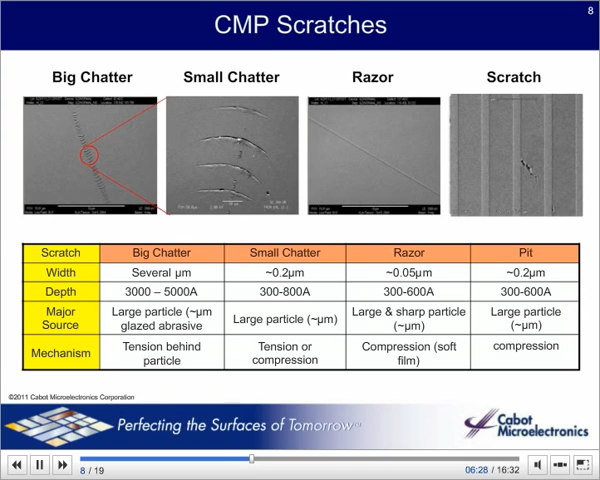 8
CMP Scratches
Big Chatter Small Chatter Razor Scratch
Scratch Big Chatter Small Chatter Razor Pit
Width Several µm ~0.2µm ~0.05µm ~0.2µm
Depth 3000 – 5000A 300-800A 300-600A 300-600A
Major Source Large particle (~µm glazed abrasive Large particle (~µm) Large & sharp particle (~µm) Large particle (~µm)
Mechanism Tension behind particle Tension or compression Compression (soft film) compression
©2011 Cabot Microelectronics Corporation
Perfecting the Surfaces of Tomorrow™
Cabot
Microelectronics
8 / 19
06:28 / 16:32